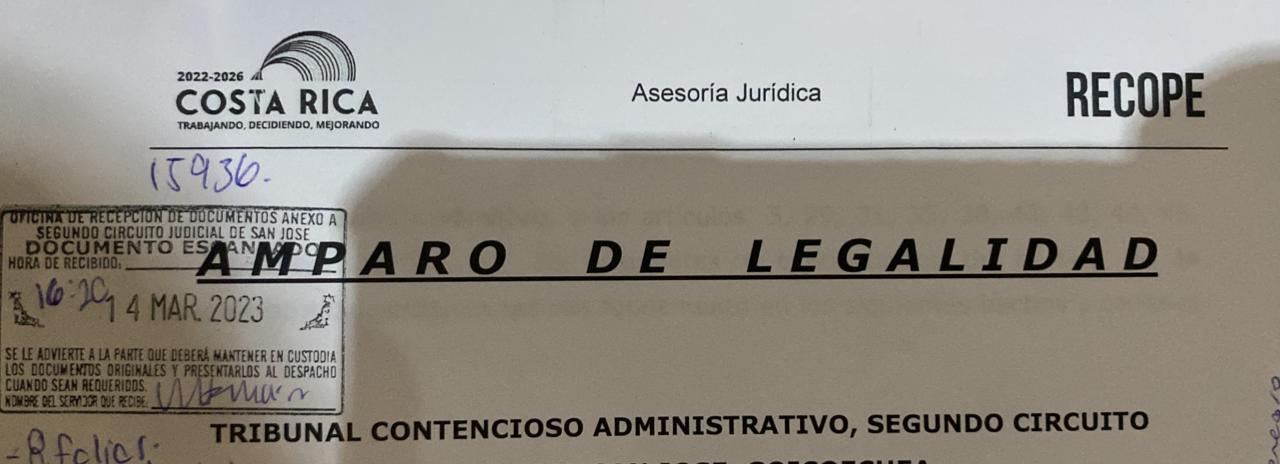 2022-2026
COSTA RICA
TRABAJANDO, DECIDIENDO, MEJORANDO
Asesoría Jurídica
RECOPE
15936.
OFICINA DE RECEPCIÓN DE DOCUMENTOS ANEXO A
SEGUNDO CIRCUITO JUDICIAL DE SAN JOSE
DOCUMENTO ESCANEADO
HORA DE RECIBIDO:
16:20
14 MAR. 2023
SE LE ADVIERTE A LA PARTE QUE DEBERÁ MANTENER EN CUSTODIA
LOS DOCUMENTOS ORIGINALES Y PRESENTARLOS AL DESPACHO
CUANDO SEAN REQUERIDOS.
NOMBRE DEL SERVIDOR QUE RECIBE:
AMPARO DE LEGALIDAD
TRIBUNAL CONTENCIOSO ADMINISTRATIVO, SEGUNDO CIRCUITO